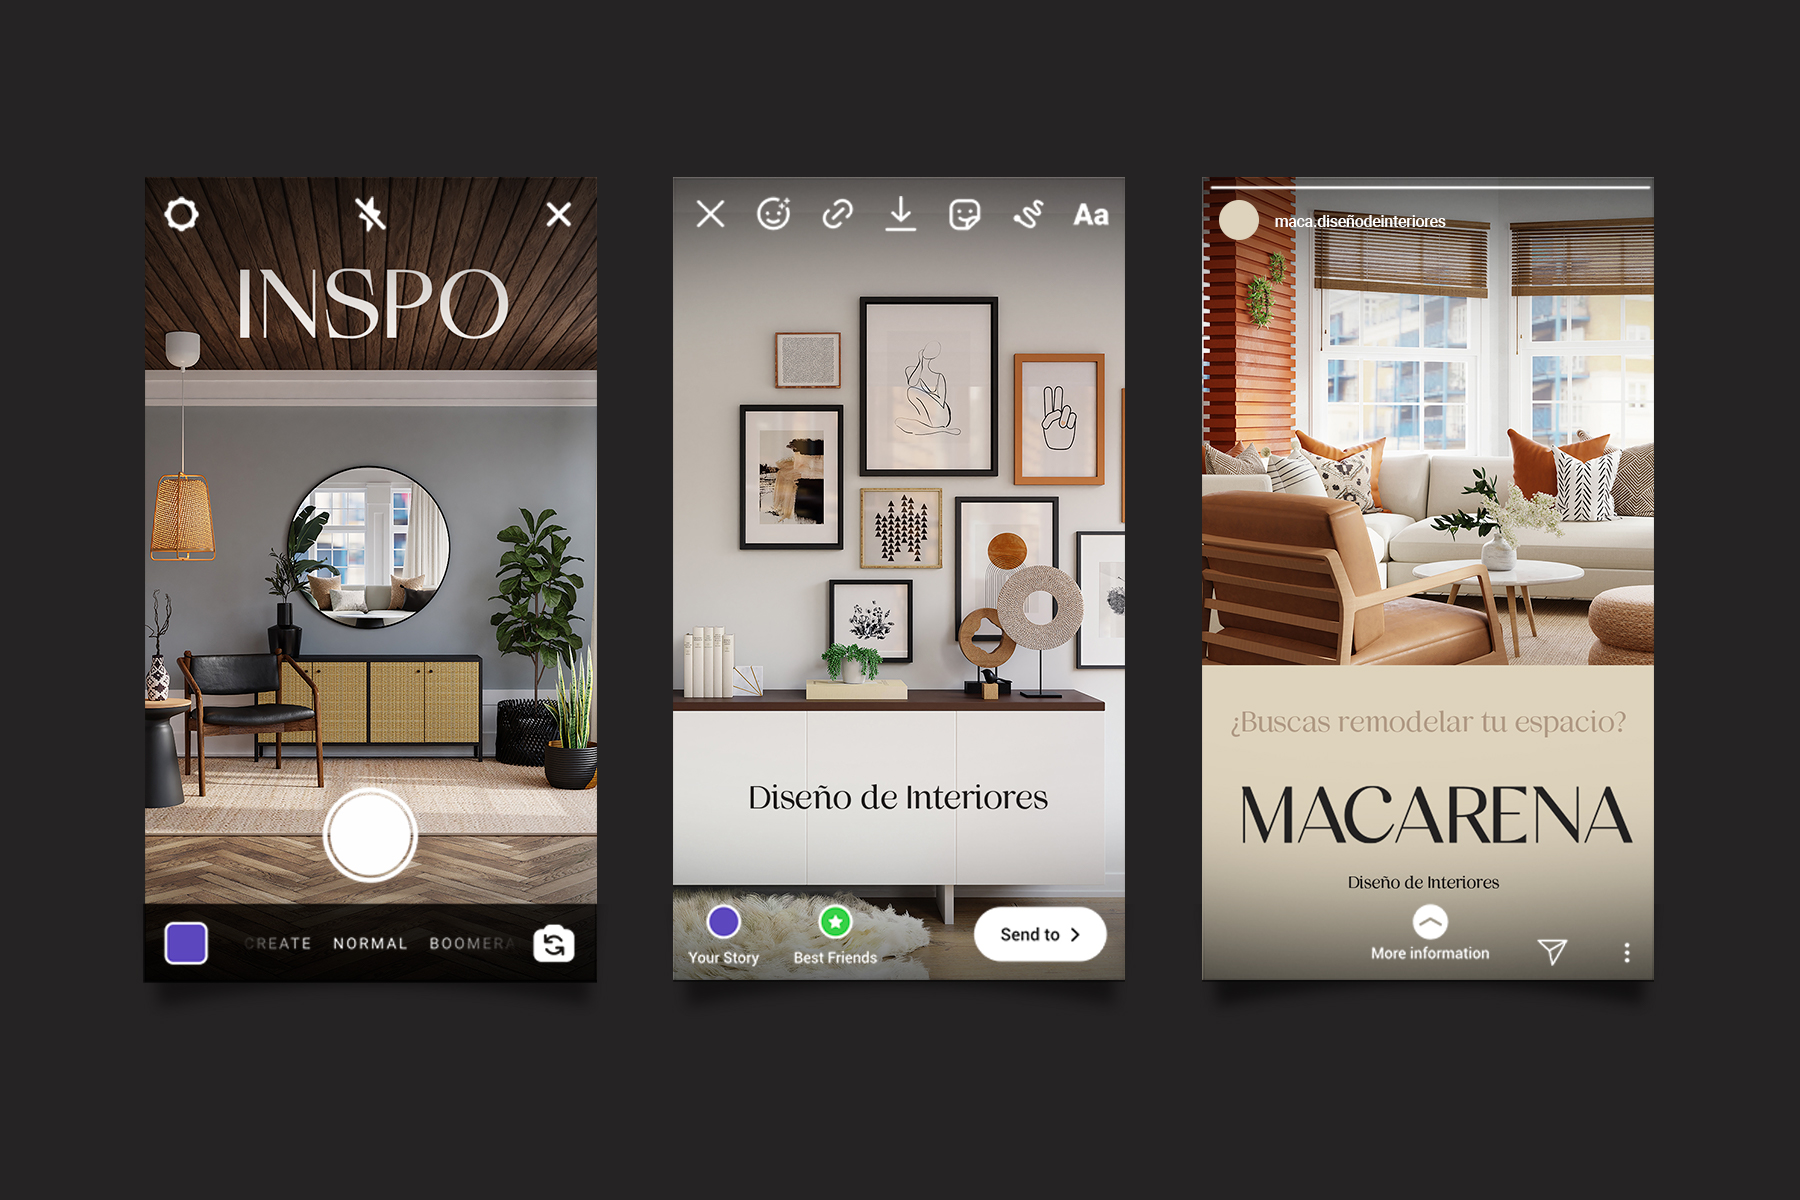 INSPO
CREATE NORMAL BOOMERA
Aa
Diseño de Interiores
Your Story
Best Friends
Send to
maca.diseñodeinteriores
¿Buscas remodelar tu espacio?
MACARENA
Diseño de Interiores
More information